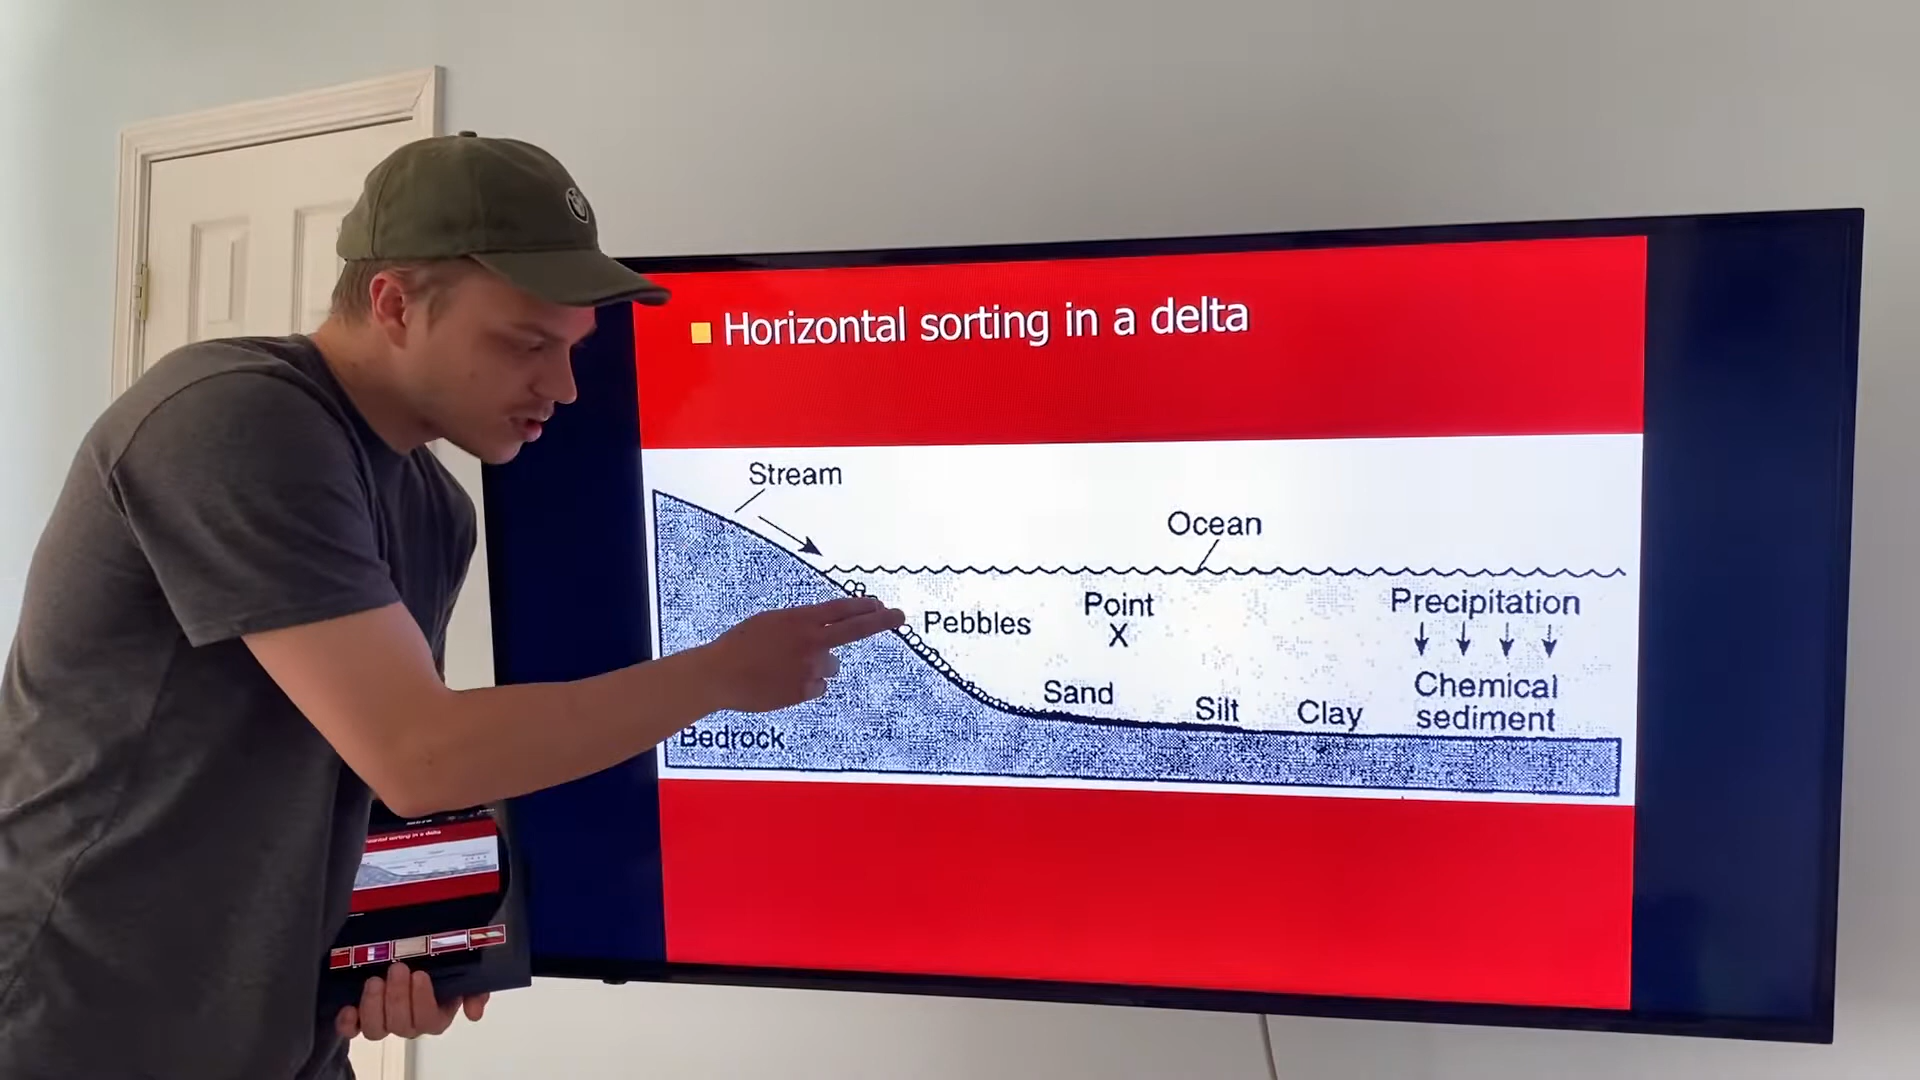 Horizontal sorting in a delta
Stream
Ocean
Pebbles
Point
X
Precipitation
Sand
Silt
Clay
Chemical
sediment
Bedrock